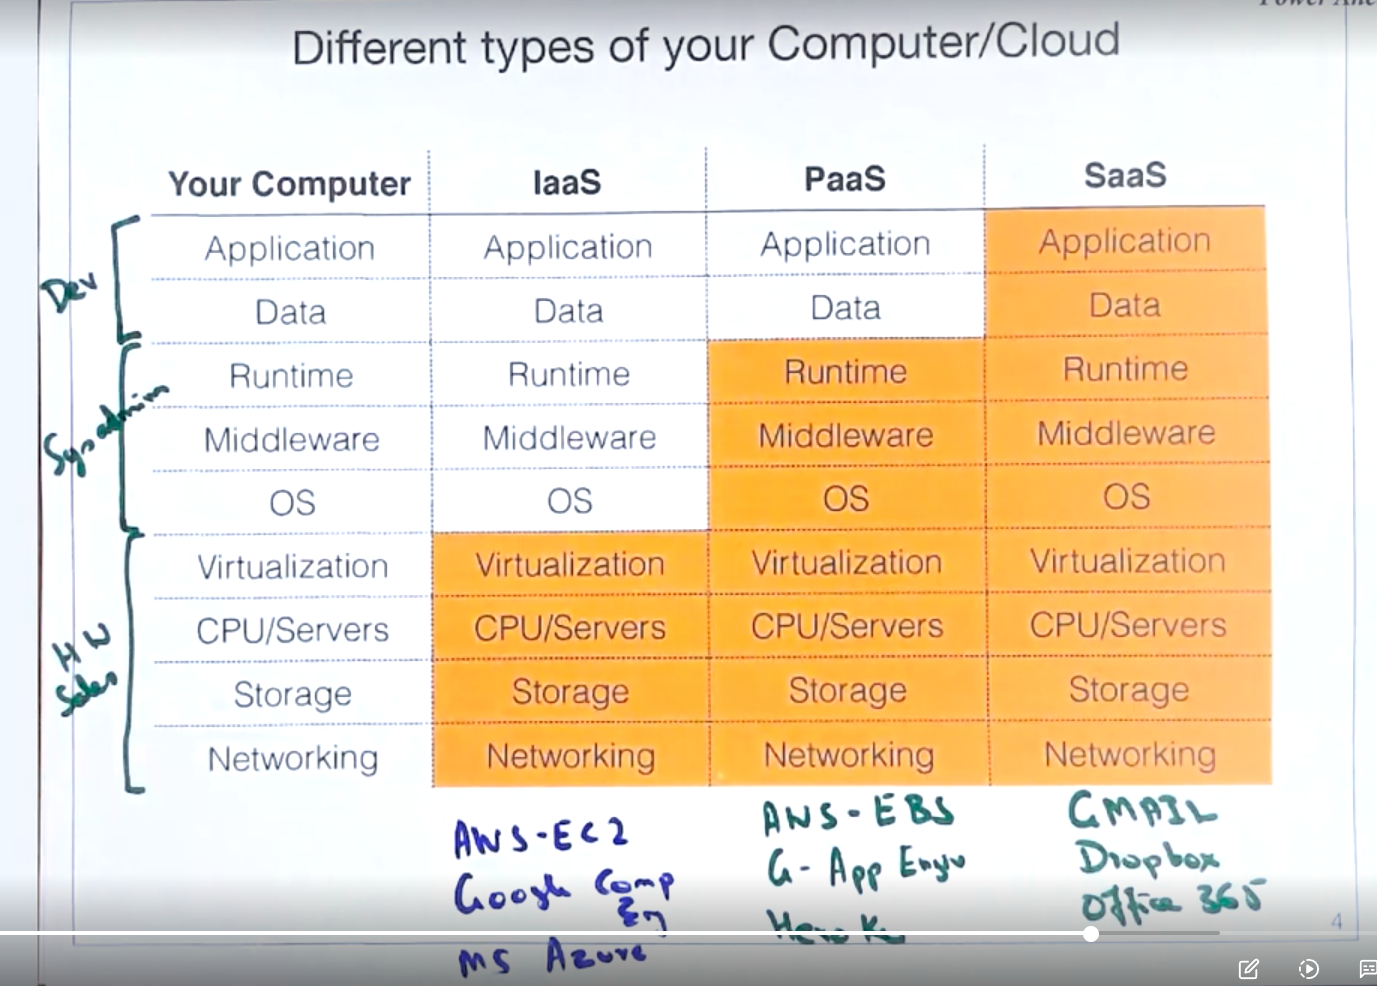 Different types of your Computer/Cloud
Your Computer IaaS PaaS SaaS
Application Application Application Application
Data Data Data Data
Runtime Runtime Runtime Runtime
Middleware Middleware Middleware Middleware
OS OS OS OS
Virtualization Virtualization Virtualization Virtualization
CPU/Servers CPU/Servers CPU/Servers CPU/Servers
Storage Storage Storage Storage
Networking Networking Networking Networking
Dev
Sysadmin
HW
Sales
AWS-EC2
Google Comp
Eng
MS Azure
AWS-EBS
G-App Engine
GMAIL
Dropbox
Office 365
4